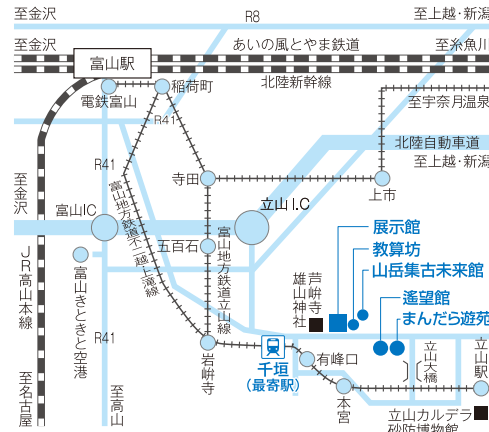 至金沢
R8
至上越・新潟
至金沢
あいの風とやま鉄道
至糸魚川
富山駅
北陸新幹線
電鉄富山
稲荷町
至宇奈月温泉
R41
北陸自動車道
至上越・新潟
R41
寺田
上市
至金沢
富山IC
立山I.C
富山地方鉄道不二越上滝線
五百石
富山地方鉄道立山線
展示館
教算坊
山岳集古未来館
芦峅寺
雄山神社
遙望館
まんだら遊苑
JR高山本線
富山きときと空港
R41
岩峅寺
千垣
(最寄駅)
有峰口
立山大橋
立山駅
至名古屋
至高山
本宮
立山カルデラ
砂防博物館